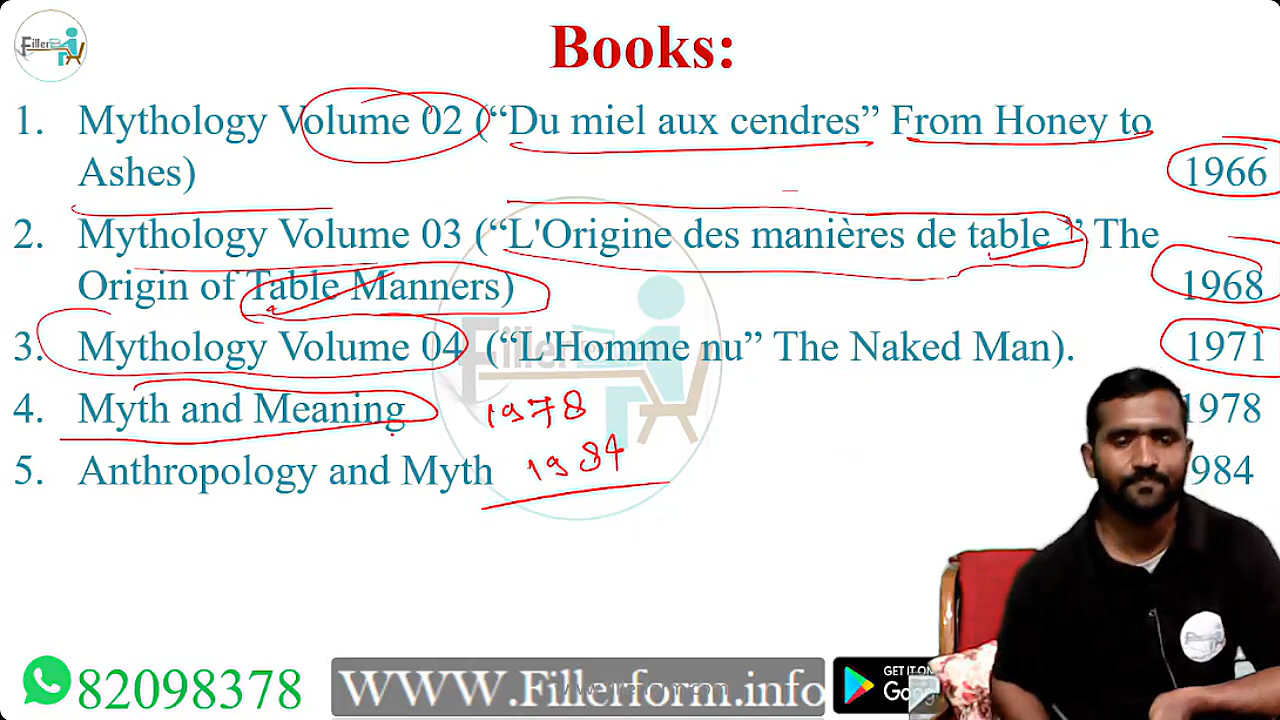 Filler
Books:
1. Mythology Volume 02 (“Du miel aux cendres” From Honey to
Ashes) 1966
2. Mythology Volume 03 (“L'Origine des manières de table ” The
Origin of Table Manners) 1968
3. Mythology Volume 04 (“L'Homme nu” The Naked Man). 1971
4. Myth and Meaning 1978 1978
5. Anthropology and Myth 1984 984
82098378
WWW.Fillerform.info
GET IT ON
Goog